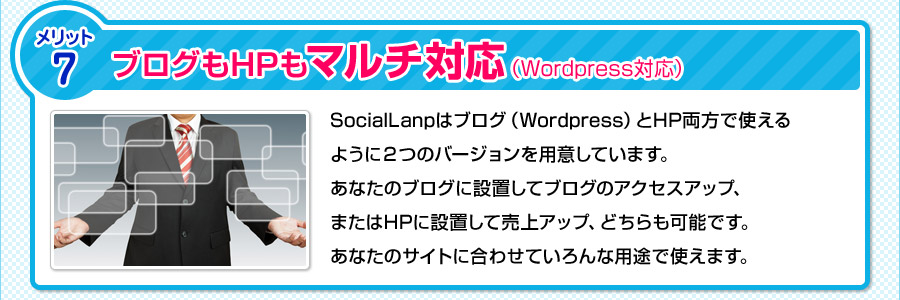 メリット
7
ブログもHPもマルチ対応（Wordpress対応）
SocialLanpはブログ（Wordpress）とHP両方で使える
ように２つのバージョンを用意しています。
あなたのブログに設置してブログのアクセスアップ、
またはHPに設置して売上アップ、どちらも可能です。
あなたのサイトに合わせていろんな用途で使えます。